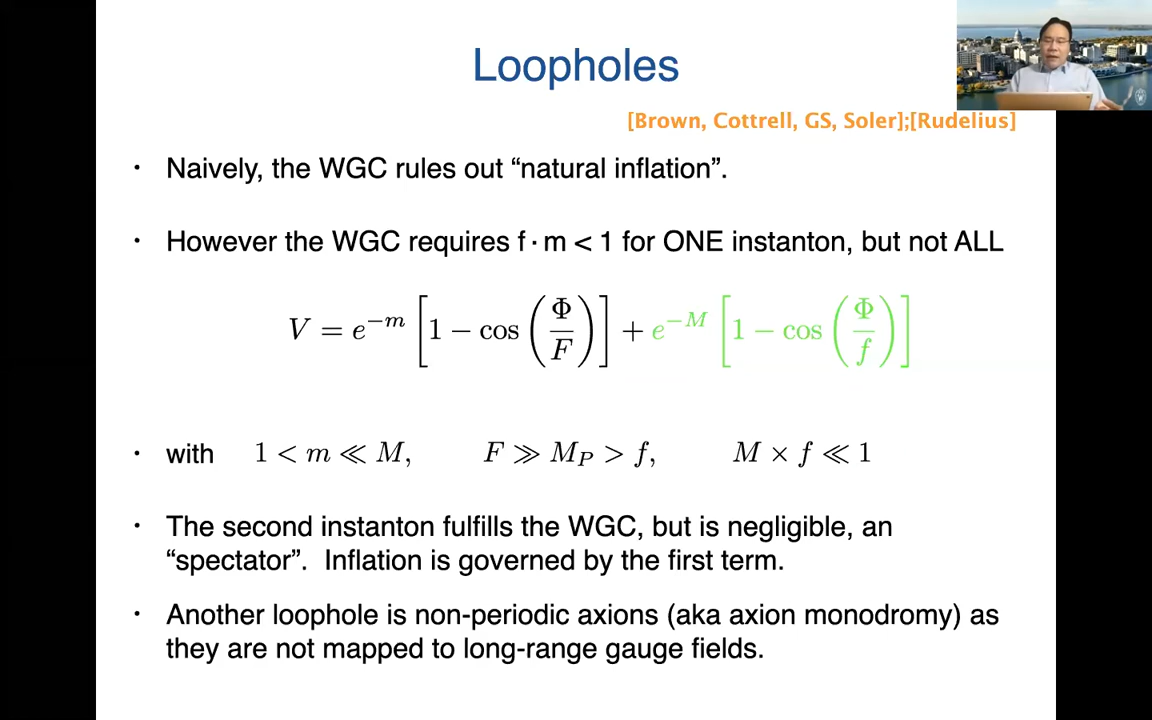 Loopholes
[Brown, Cottrell, GS, Soler];[Rudelius]
· Naively, the WGC rules out “natural inflation”.
· However the WGC requires f · m < 1 for ONE instanton, but not ALL
V = e^{−m} [1 − cos (Φ/F)] + e^{−M} [1 − cos (Φ/f)]
· with 1 < m ≪ M, F ≫ M_P > f, M × f ≪ 1
· The second instanton fulfills the WGC, but is negligible, an
“spectator”. Inflation is governed by the first term.
· Another loophole is non-periodic axions (aka axion monodromy) as
they are not mapped to long-range gauge fields.